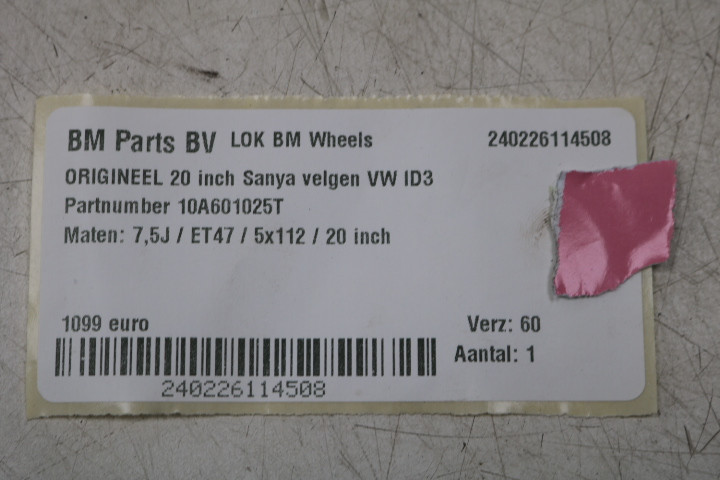 BM Parts BV LOK BM Wheels 240226114508
ORIGINEEL 20 inch Sanya velgen VW ID3
Partnumber 10A601025T
Maten: 7,5J / ET47 / 5x112 / 20 inch
1099 euro Verz: 60
Aantal: 1
240226114508